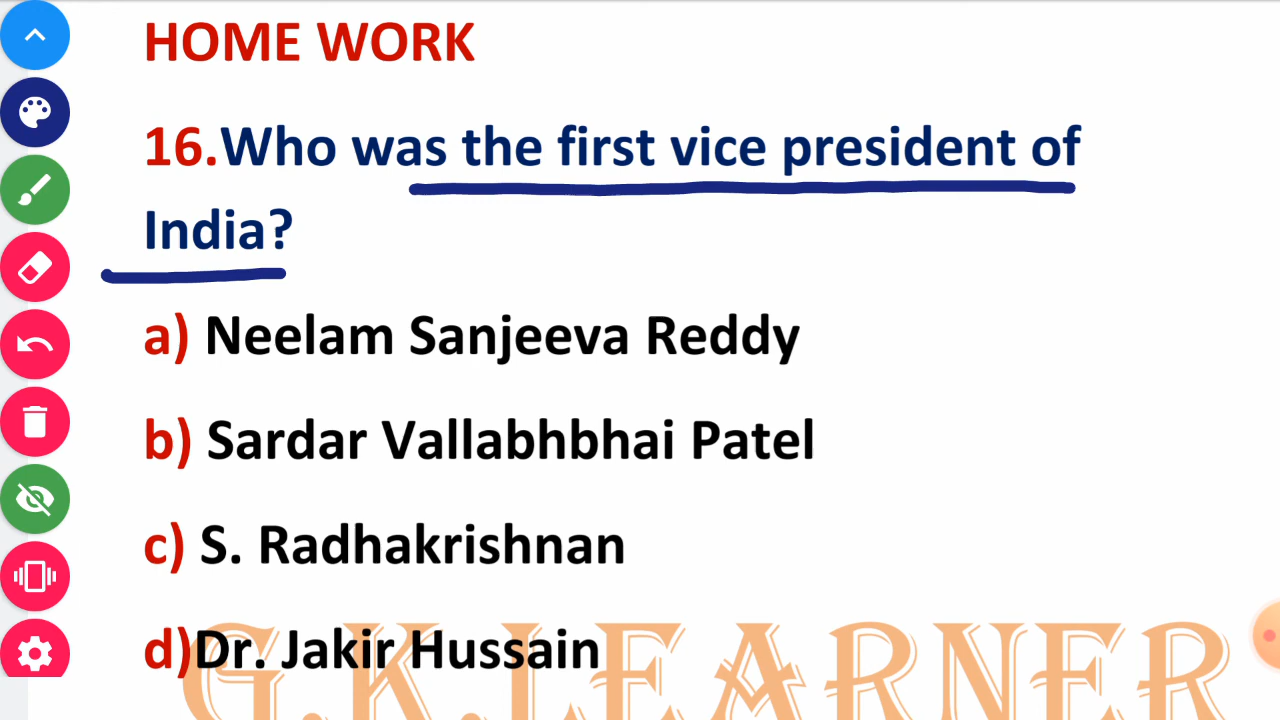 HOME WORK
16.Who was the first vice president of
India?
a) Neelam Sanjeeva Reddy
b) Sardar Vallabhbhai Patel
c) S. Radhakrishnan
d)Dr. Jakir Hussain
G.K.LEARNER